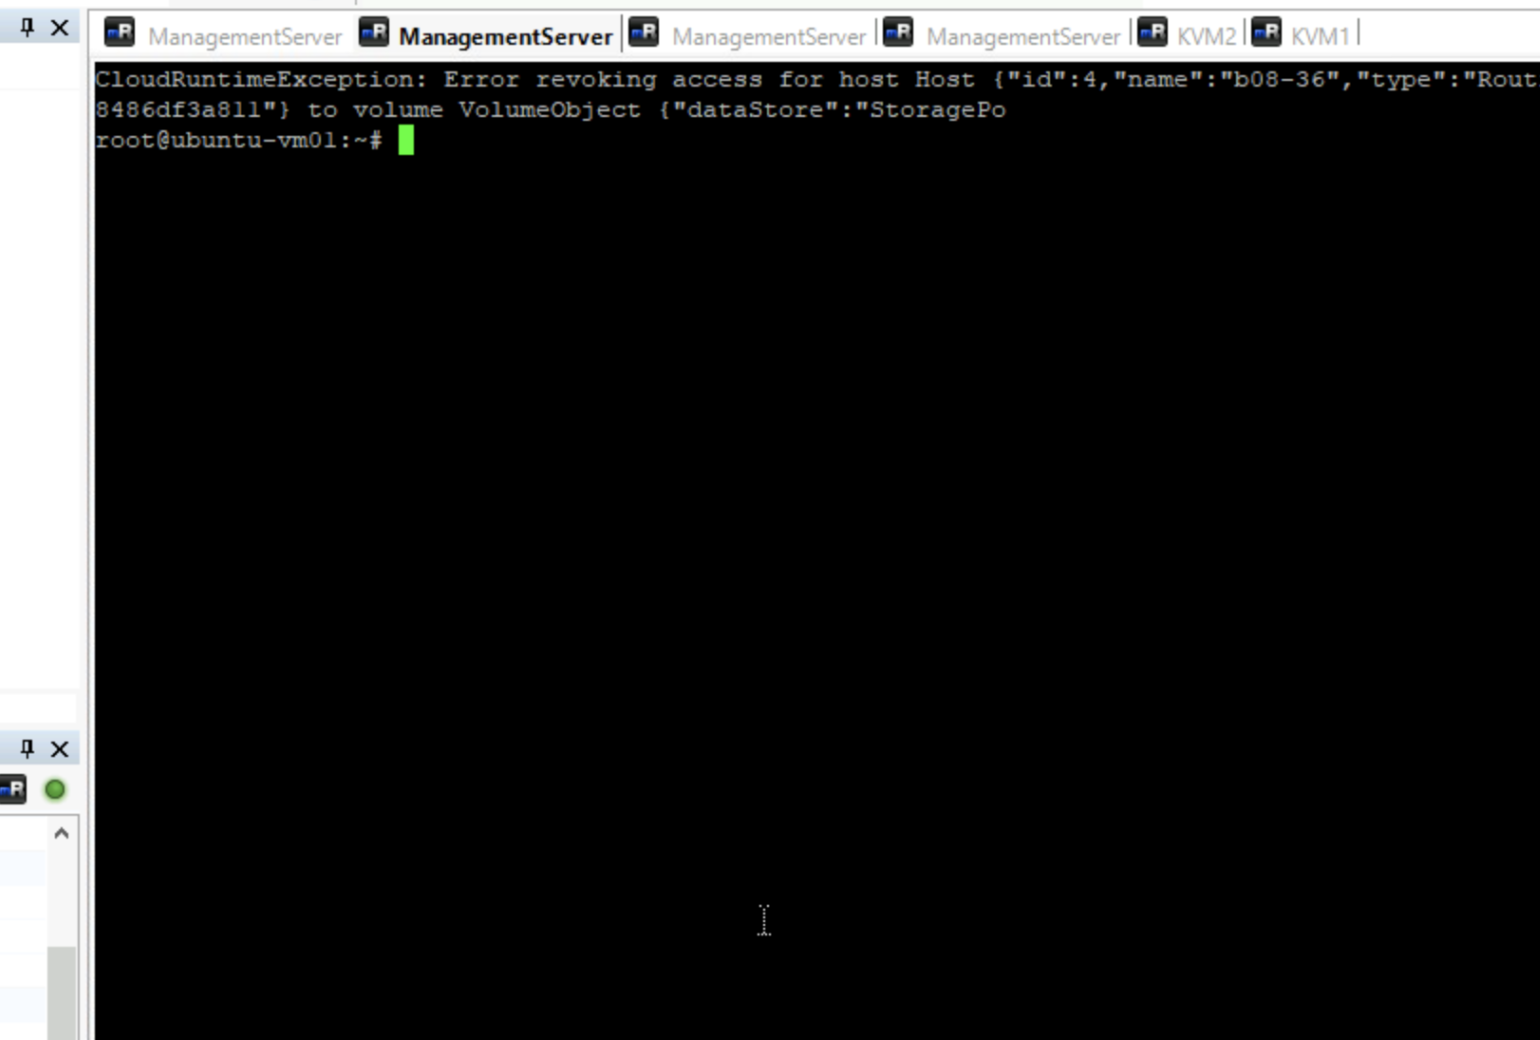 ManagementServer ManagementServer ManagementServer ManagementServer KVM2 KVM1
CloudRuntimeException: Error revoking access for host Host {"id":4,"name":"b08-36","type":"Rout
8486df3a811"} to volume VolumeObject {"dataStore":"StoragePo
root@ubuntu-vm01:~#